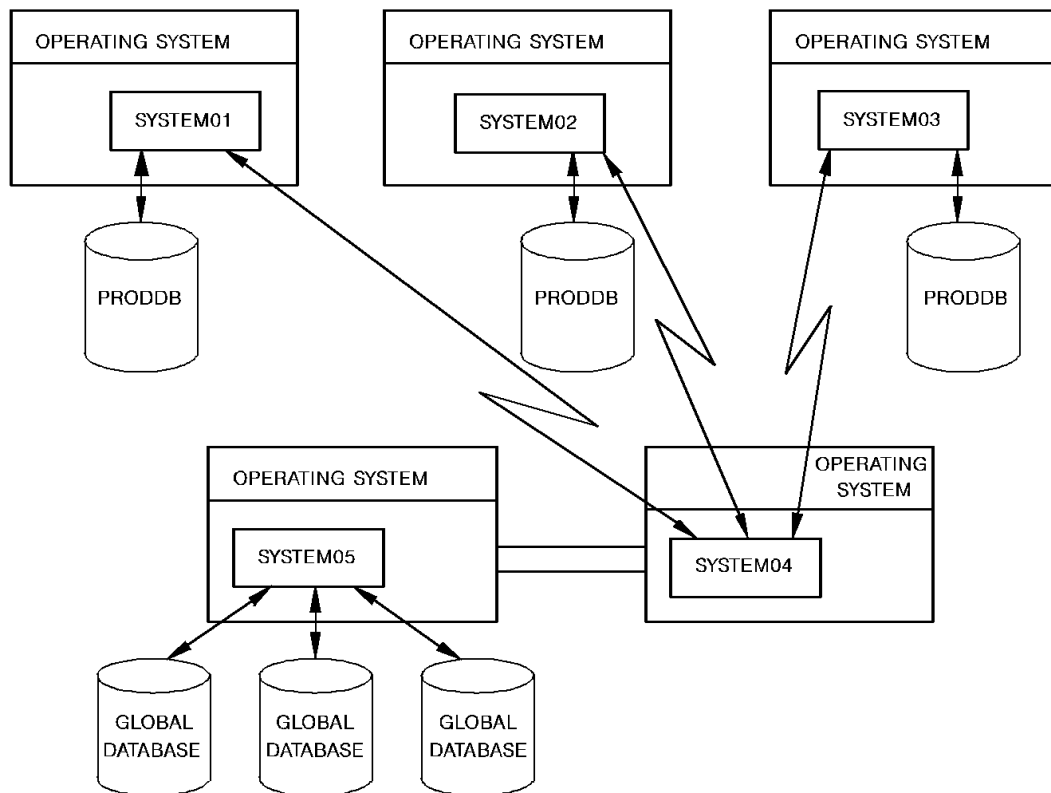 OPERATING SYSTEM
SYSTEM01
PRODDB
OPERATING SYSTEM
SYSTEM02
PRODDB
OPERATING SYSTEM
SYSTEM03
PRODDB
OPERATING SYSTEM
SYSTEM05
GLOBAL
DATABASE
GLOBAL
DATABASE
GLOBAL
DATABASE
OPERATING
SYSTEM
SYSTEM04